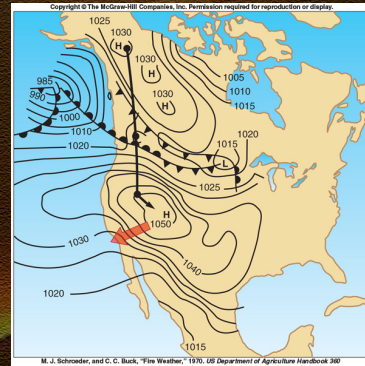 Copyright © The McGraw-Hill Companies, Inc. Permission required for reproduction or display.
1025
1030
H
1030
H
1030
H
1005
1010
1015
985
990
1000
1010
1020
1015
L
1020
1025
H
1050
1030
1040
1020
1015
M. J. Schroeder, and C. C. Buck, "Fire Weather," 1970. US Department of Agriculture Handbook 360